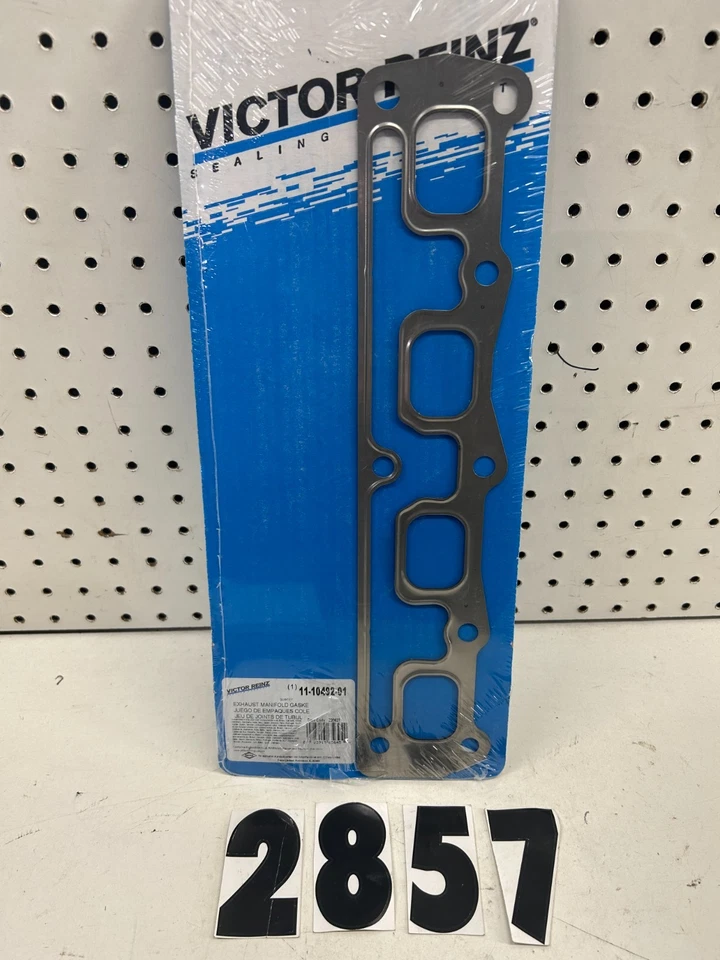 VICTOR REINZ®
SEALING
VICTOR REINZ
(1) 11-10492-01
EXHAUST MANIFOLD GASKE
JUEGO DE EMPAQUES COLE
JEU DE JOINTS DE TUBUL
2857